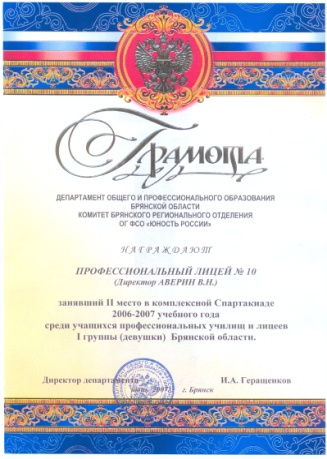 Грамота
ДЕПАРТАМЕНТ ОБЩЕГО И ПРОФЕССИОНАЛЬНОГО ОБРАЗОВАНИЯ
БРЯНСКОЙ ОБЛАСТИ
КОМИТЕТ БРЯНСКОГО РЕГИОНАЛЬНОГО ОТДЕЛЕНИЯ
ОГ ФСО «ЮНОСТЬ РОССИИ»
НАГРАЖДАЮТ
ПРОФЕССИОНАЛЬНЫЙ ЛИЦЕЙ № 10
(Директор АВЕРИН В.Н.)
занявший II место в комплексной Спартакиаде
2006-2007 учебного года
среди учащихся профессиональных училищ и лицеев
I группы (девушки) Брянской области.
Директор департамента И.А. Геращенков
2007 г. Брянск